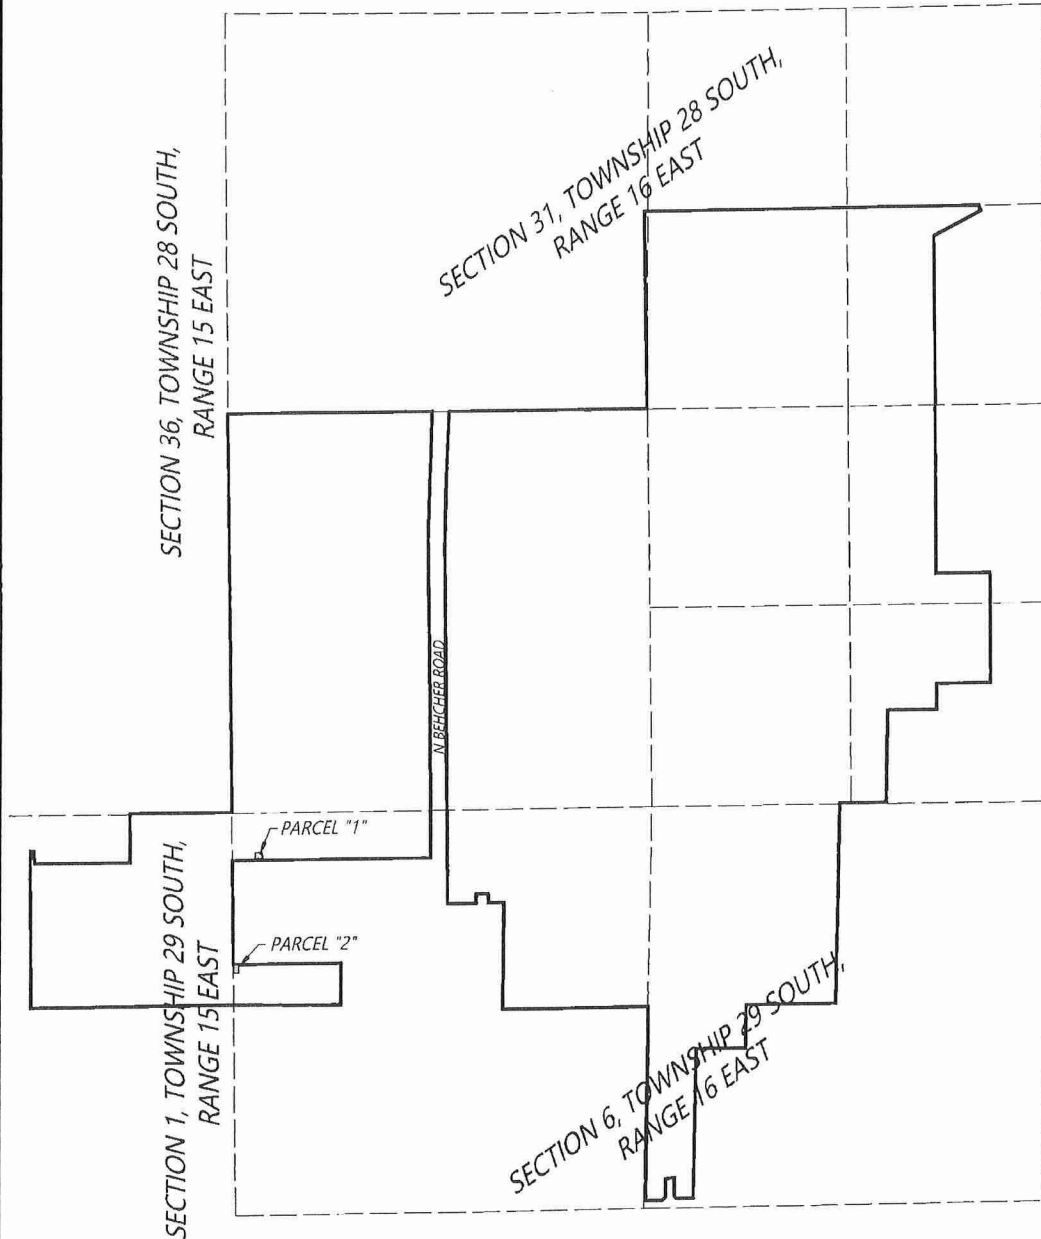 SECTION 31, TOWNSHIP 28 SOUTH,
RANGE 16 EAST
SECTION 36, TOWNSHIP 28 SOUTH,
RANGE 15 EAST
N BEHCHER ROAD
PARCEL "1"
SECTION 1, TOWNSHIP 29 SOUTH,
RANGE 15 EAST
PARCEL "2"
SECTION 6, TOWNSHIP 29 SOUTH,
RANGE 16 EAST